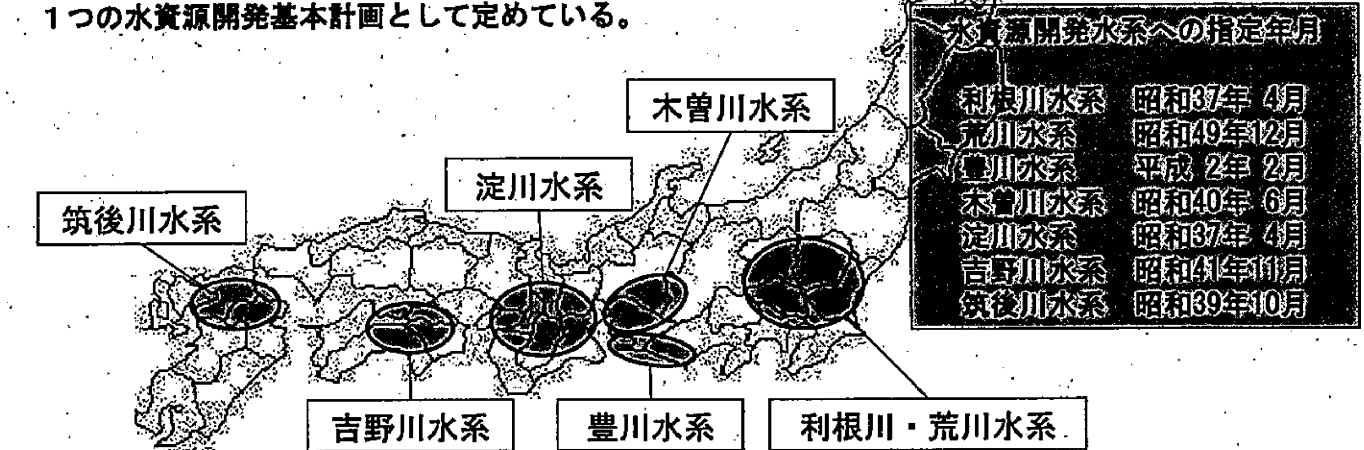 １つの水資源開発基本計画として定めている。
水資源開発水系への指定年月
利根川水系 昭和37年 4月
荒川水系 昭和49年12月
豊川水系 平成 2年 2月
木曽川水系 昭和40年 6月
淀川水系 昭和37年 4月
吉野川水系 昭和41年11月
筑後川水系 昭和39年10月
木曽川水系
淀川水系
筑後川水系
吉野川水系
豊川水系
利根川・荒川水系